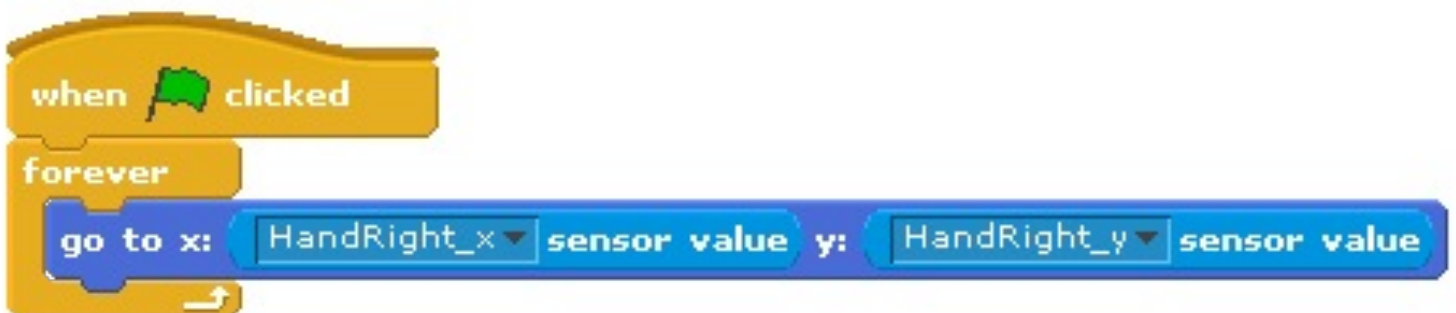 when clicked
forever
go to x: HandRight_x sensor value y: HandRight_y sensor value